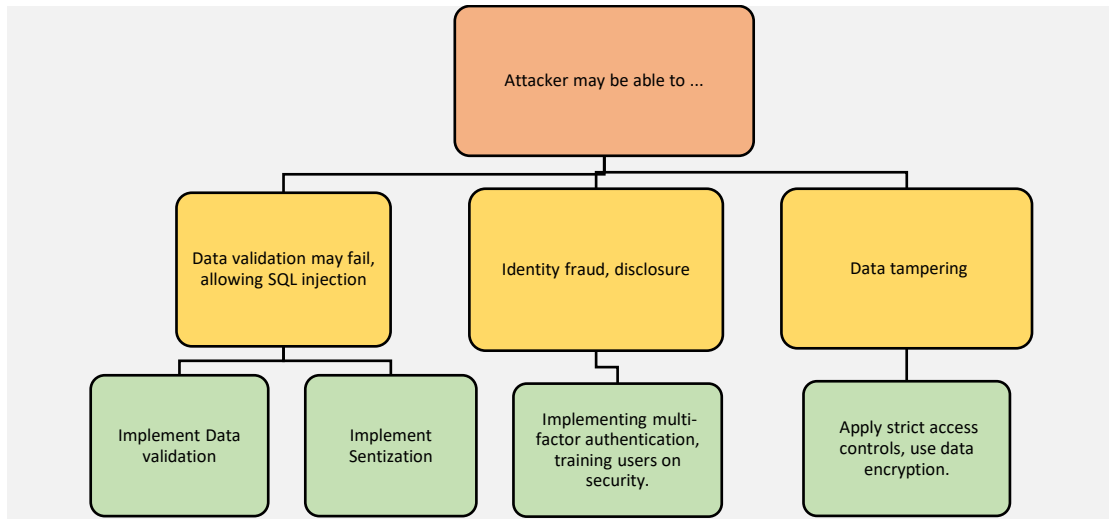 Attacker may be able to ...
Data validation may fail,
allowing SQL injection
Identity fraud, disclosure
Data tampering
Implement Data
validation
Implement
Sentization
Implementing multi-
factor authentication,
training users on
security.
Apply strict access
controls, use data
encryption.